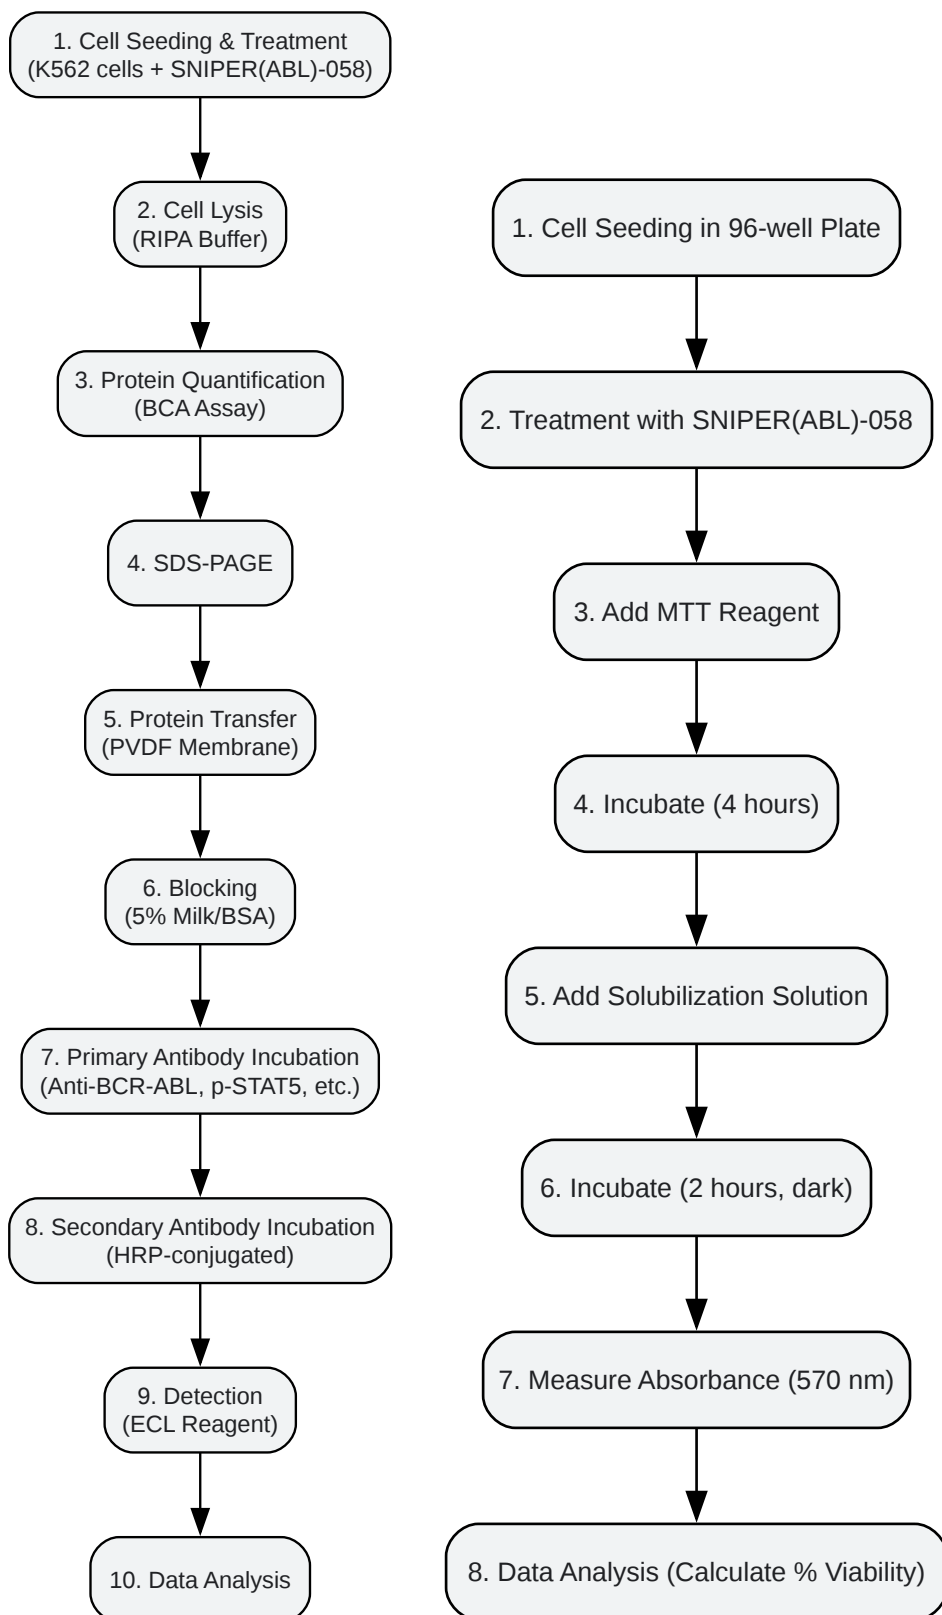 1. Cell Seeding & Treatment
(K562 cells + SNIPER(ABL)-058)
2. Cell Lysis
(RIPA Buffer)
3. Protein Quantification
(BCA Assay)
4. SDS-PAGE
5. Protein Transfer
(PVDF Membrane)
6. Blocking
(5% Milk/BSA)
7. Primary Antibody Incubation
(Anti-BCR-ABL, p-STAT5, etc.)
8. Secondary Antibody Incubation
(HRP-conjugated)
9. Detection
(ECL Reagent)
10. Data Analysis
1. Cell Seeding in 96-well Plate
2. Treatment with SNIPER(ABL)-058
3. Add MTT Reagent
4. Incubate (4 hours)
5. Add Solubilization Solution
6. Incubate (2 hours, dark)
7. Measure Absorbance (570 nm)
8. Data Analysis (Calculate % Viability)